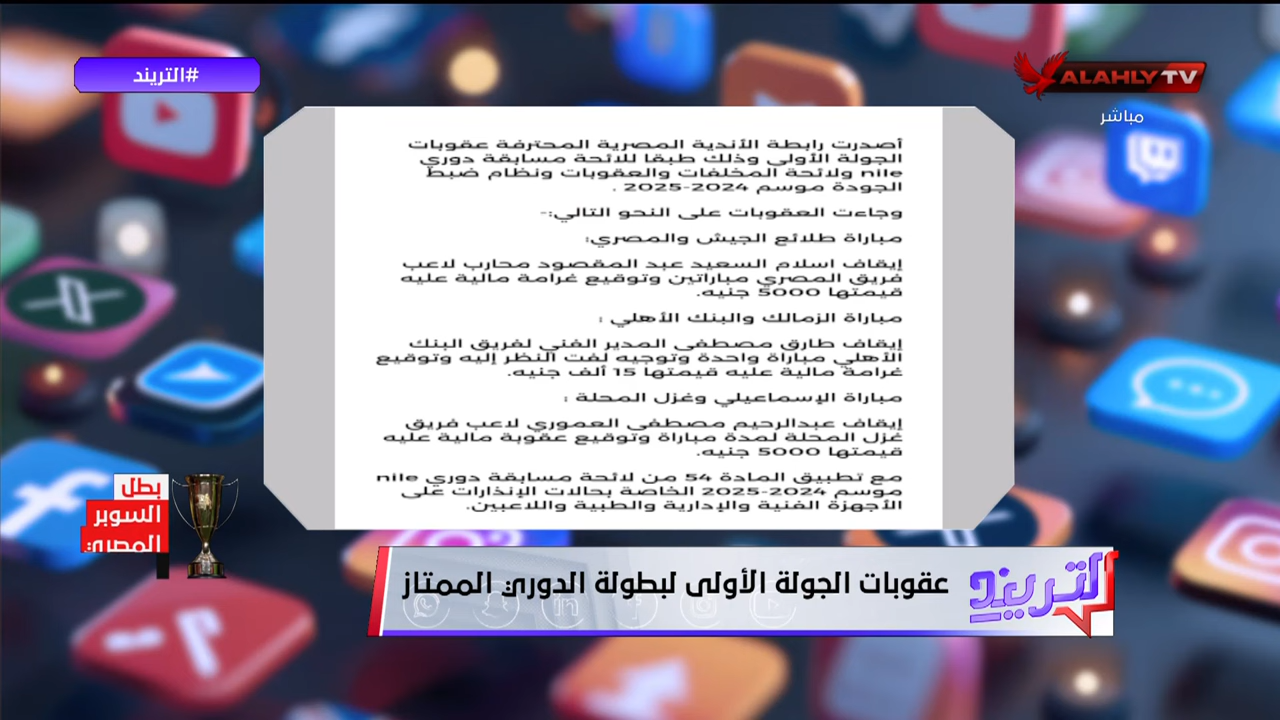 #التريند
ALAHLY TV
مباشر
أصدرت رابطة الأندية المصرية المحترفة عقوبات
الجولة الأولى وذلك طبقا للائحة مسابقة دوري
nile ولائحة المخلفات والعقوبات ونظام ضبط
الجودة موسم 2024-2025 .
وجاءت العقوبات على النحو التالي:-
مباراة طلائع الجيش والمصري:
إيقاف اسلام السعيد عبد المقصود محارب لاعب
فريق المصري مباراتين وتوقيع غرامة مالية عليه
قيمتها 5000 جنيه.
مباراة الزمالك والبنك الأهلي :
إيقاف طارق مصطفى المدير الفني لفريق البنك
الأهلي مباراة واحدة وتوجيه لفت النظر إليه وتوقيع
غرامة مالية عليه قيمتها 15 ألف جنيه.
مباراة الإسماعيلي وغزل المحلة :
إيقاف عبدالرحيم مصطفى العموري لاعب فريق
غزل المحلة لمدة مباراة وتوقيع عقوبة مالية عليه
قيمتها 5000 جنيه.
مع تطبيق المادة 54 من لائحة مسابقة دوري nile
موسم 2024-2025 الخاصة بحالات الإنذارات على
الأجهزة الفنية والإدارية والطبية واللاعبين.
بطل
السوبر
المصري
التريند
عقوبات الجولة الأولى لبطولة الدوري الممتاز